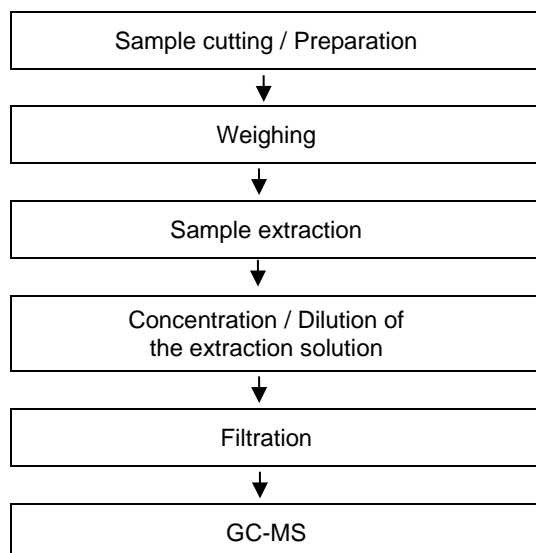 Sample cutting / Preparation
Weighing
Sample extraction
Concentration / Dilution of
the extraction solution
Filtration
GC-MS